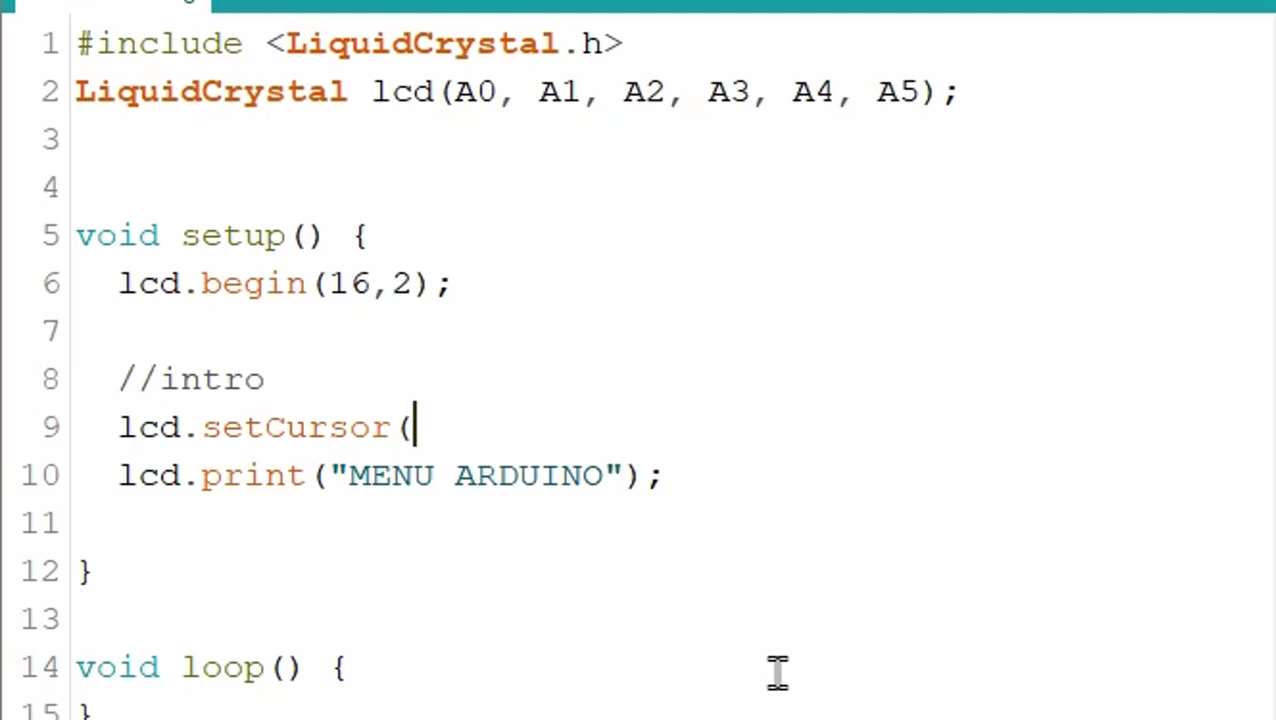 1 #include <LiquidCrystal.h>
2 LiquidCrystal lcd(A0, A1, A2, A3, A4, A5);
3
4
5 void setup() {
6   lcd.begin(16,2);
7
8   //intro
9   lcd.setCursor(
10   lcd.print("MENU ARDUINO");
11
12 }
13
14 void loop() {
15 }